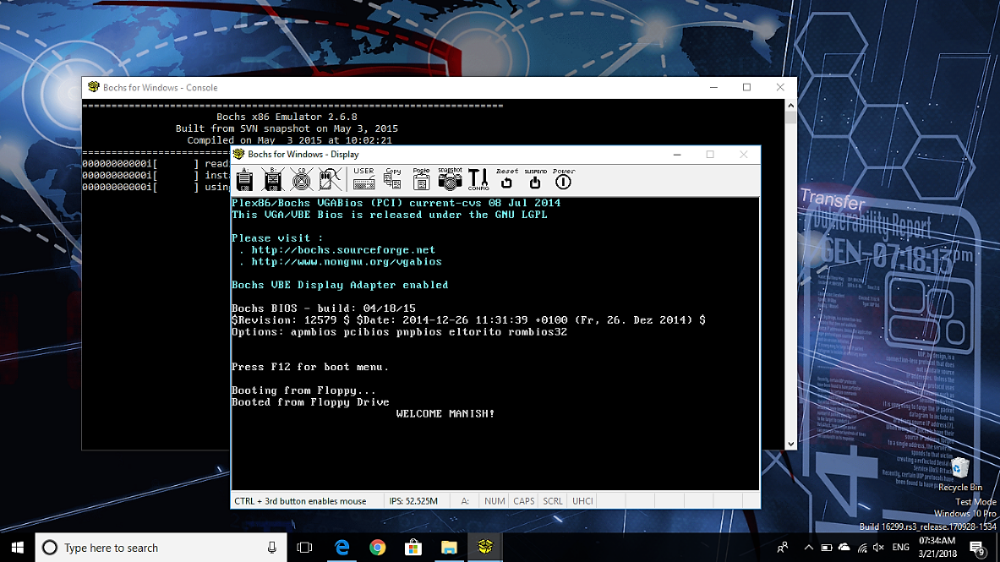 Bochs for Windows - Console
Bochs x86 Emulator 2.6.8
Built from SVN snapshot on May 3, 2015
Compiled on May  3 2015 at 10:02:21
00000000000i[      ] read
00000000000i[      ] inst
00000000000i[      ] using
Bochs for Windows - Display
A: B: CD USER Copy Paste snapshot CONFIG Reset SUSPEND Power
Plex86/Bochs VGABios (PCI) current-cvs 08 Jul 2014
This VGA/VBE Bios is released under the GNU LGPL
Please visit :
. http://bochs.sourceforge.net
. http://www.nongnu.org/vgabios
Bochs VBE Display Adapter enabled
Bochs BIOS - build: 04/18/15
$Revision: 12579 $ $Date: 2014-12-26 11:31:39 +0100 (Fr, 26. Dez 2014) $
Options: apmbios pcibios pnpbios eltorito rombios32
Press F12 for boot menu.
Booting from Floppy...
Booted from Floppy Drive
WELCOME MANISH!
CTRL + 3rd button enables mouse IPS: 52.525M A: NUM CAPS SCRL UHCI
Transfer
Vulnerability Report
GEN-07:18:13pm
Recycle Bin
Test Mode
Windows 10 Pro
Build 16299.rs3_release.170928-1534
Type here to search
ENG
07:34AM
3/21/2018
9